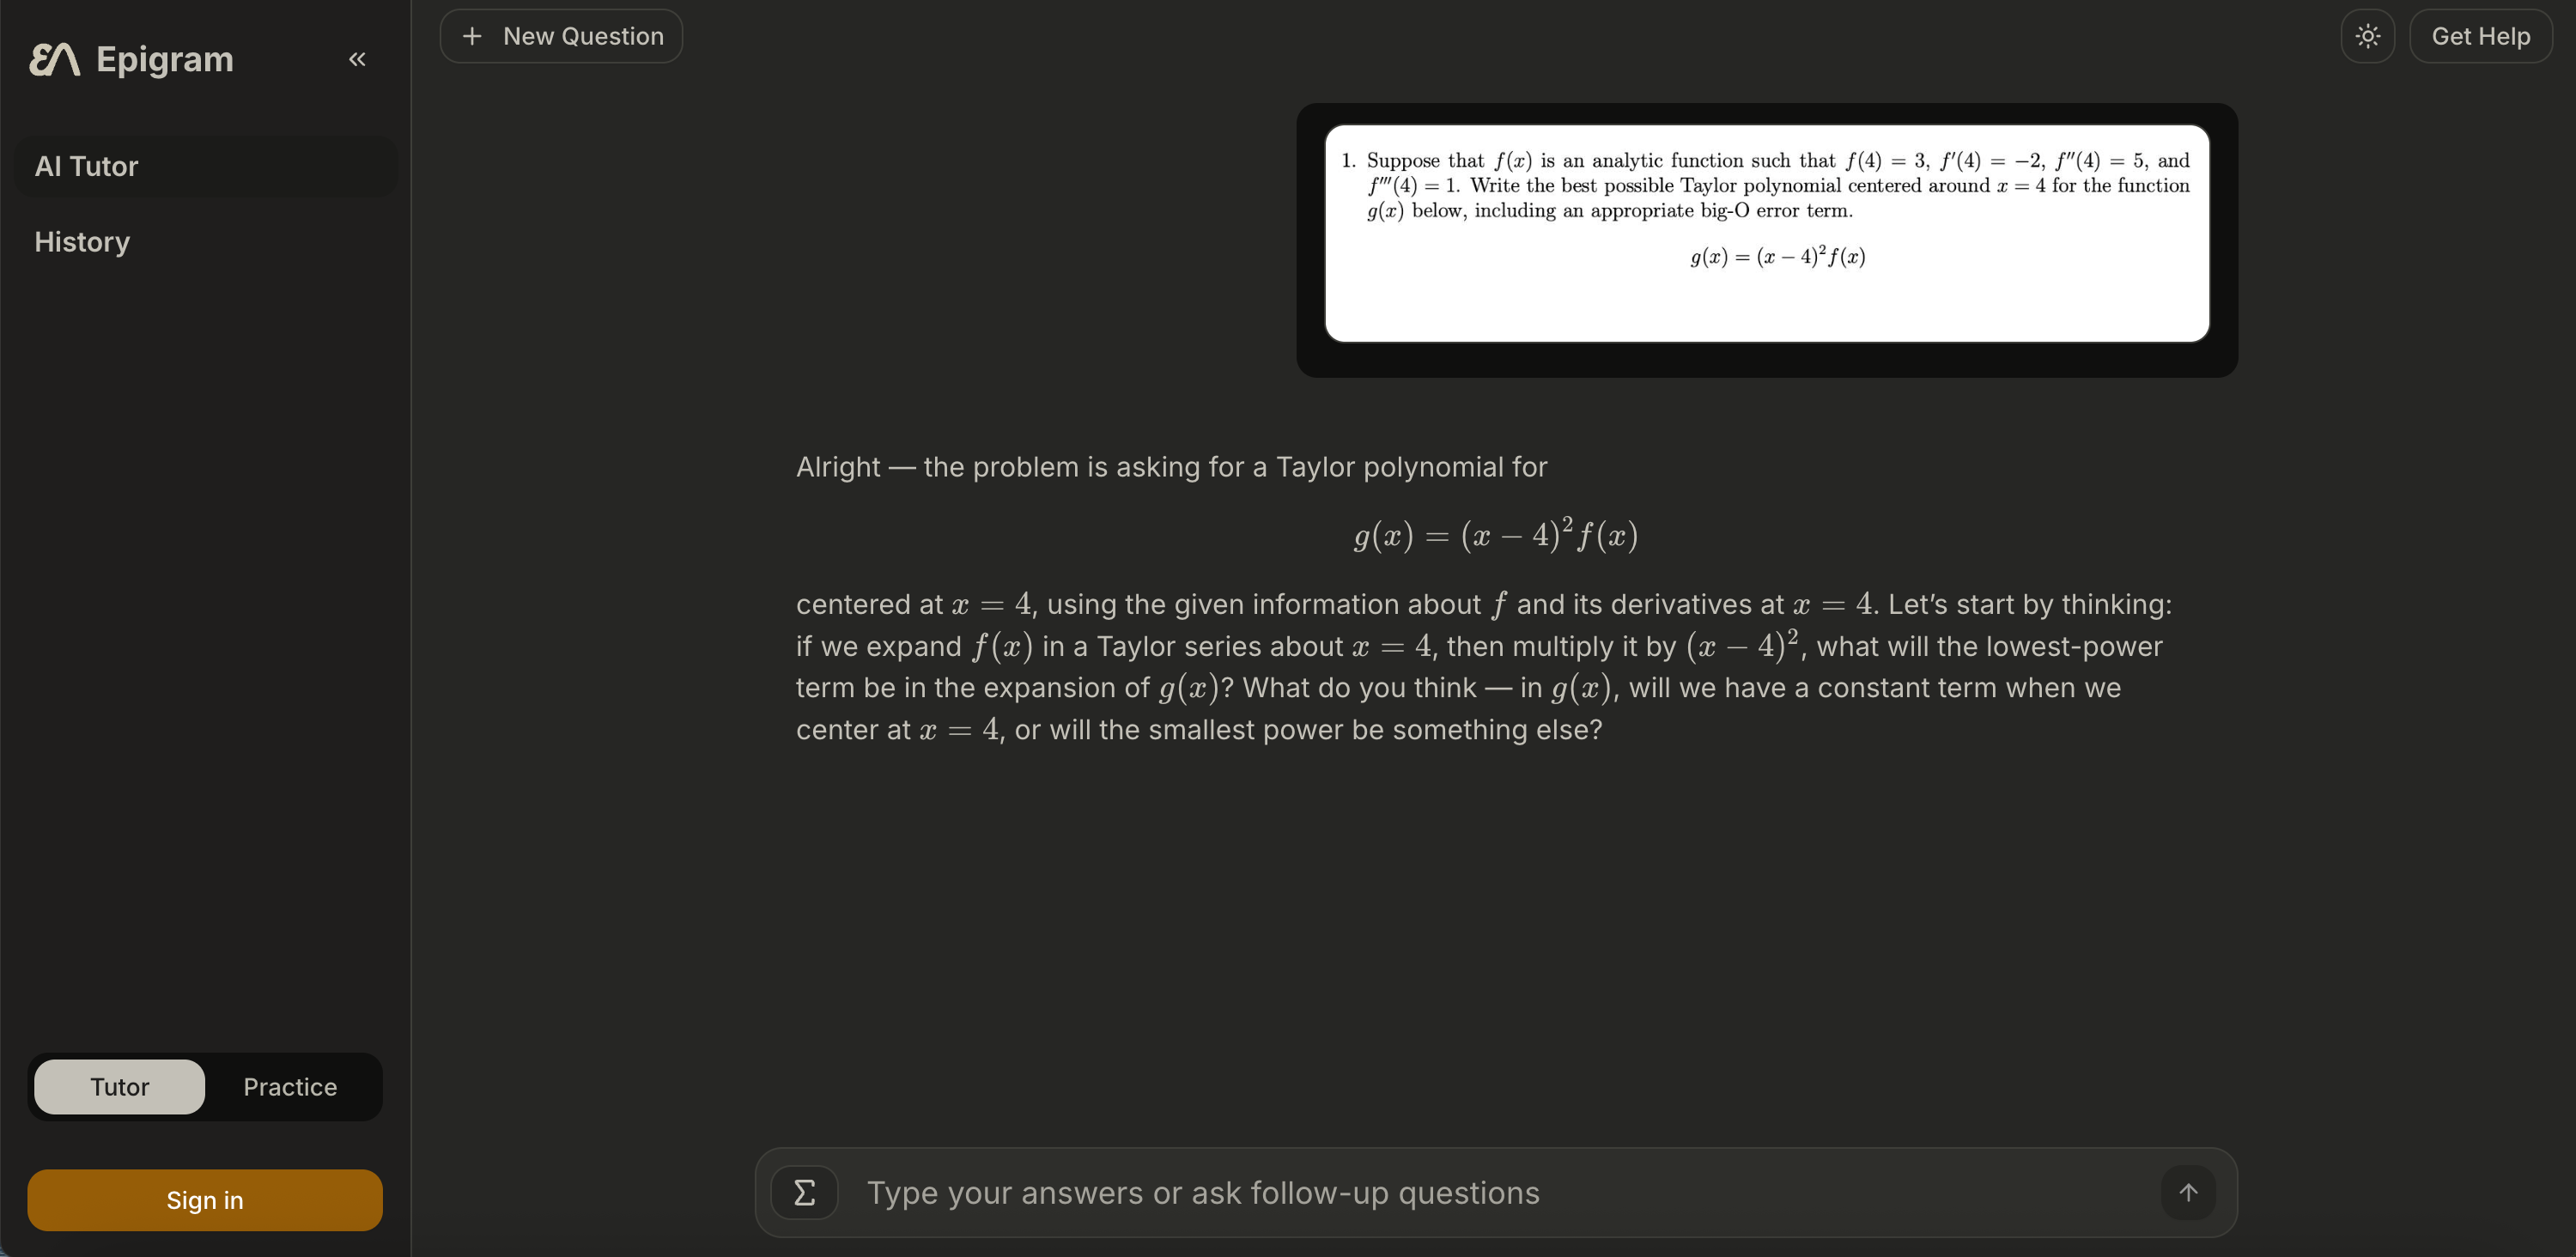 Epigram
«
AI Tutor
History
Tutor
Practice
Sign in
+ New Question
Get Help
1. Suppose that f(x) is an analytic function such that f(4) = 3, f′(4) = −2, f″(4) = 5, and
f‴(4) = 1. Write the best possible Taylor polynomial centered around x = 4 for the function
g(x) below, including an appropriate big-O error term.
g(x) = (x − 4)²f(x)
Alright — the problem is asking for a Taylor polynomial for
g(x) = (x − 4)²f(x)
centered at x = 4, using the given information about f and its derivatives at x = 4. Let’s start by thinking:
if we expand f(x) in a Taylor series about x = 4, then multiply it by (x − 4)², what will the lowest-power
term be in the expansion of g(x)? What do you think — in g(x), will we have a constant term when we
center at x = 4, or will the smallest power be something else?
Σ Type your answers or ask follow-up questions